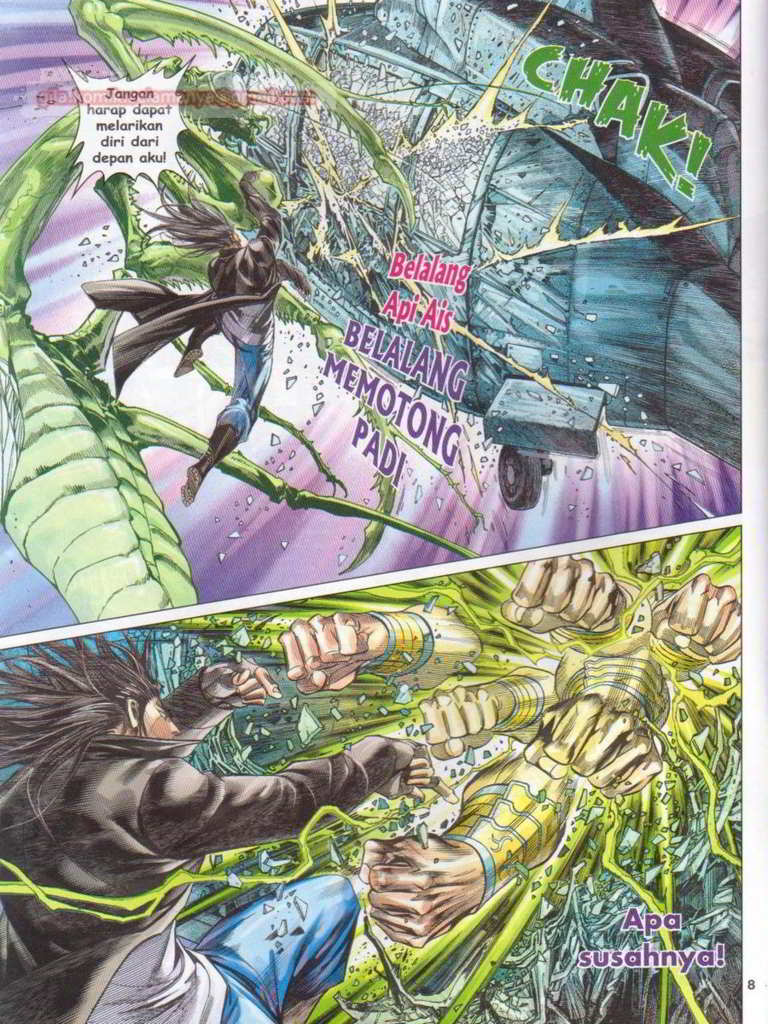 Jangan
harap dapat
melarikan
diri dari
depan aku!
CHAK!
Belalang
Api Ais
BELALANG
MEMOTONG
PADI
Apa
susahnya!
8